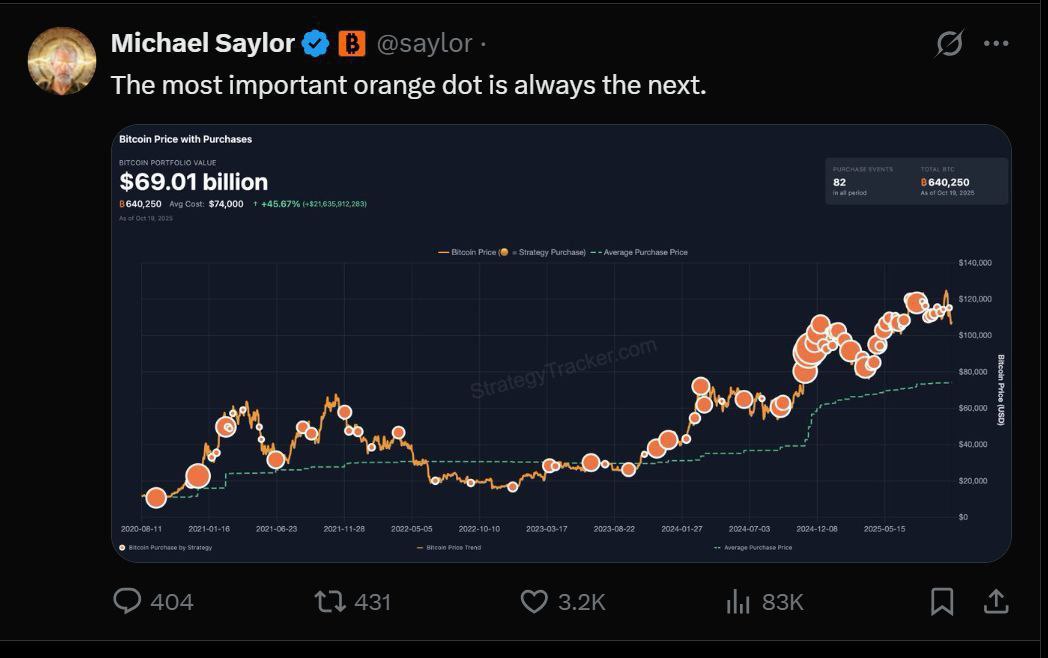 Michael Saylor @saylor ·
The most important orange dot is always the next.
Bitcoin Price with Purchases
BITCOIN PORTFOLIO VALUE
$69.01 billion
₿640,250 Avg Cost: $74,000 ↑ +45.67% (+$21,635,912,283)
As of Oct 19, 2025
PURCHASE EVENTS
82
in all period
TOTAL BTC
₿640,250
As of Oct 19, 2025
Bitcoin Price ( = Strategy Purchase) Average Purchase Price
$140,000
$120,000
$100,000
$80,000
$60,000
$40,000
$20,000
$0
Bitcoin Price (USD)
StrategyTracker.com
2020-08-11 2021-01-16 2021-06-23 2021-11-28 2022-05-05 2022-10-10 2023-03-17 2023-08-22 2024-01-27 2024-07-03 2024-12-08 2025-05-15
Bitcoin Purchase by Strategy Bitcoin Price Trend Average Purchase Price
404 431 3.2K 83K